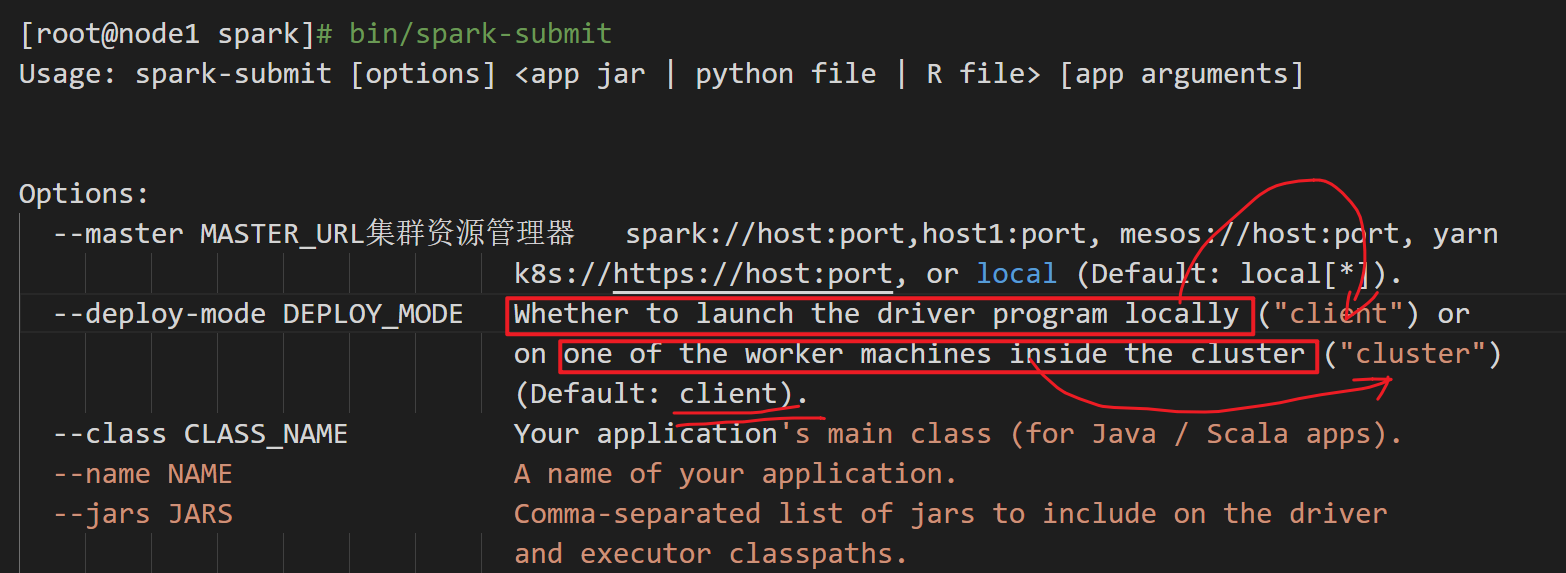 [root@node1 spark]# bin/spark-submit
Usage: spark-submit [options] <app jar | python file | R file> [app arguments]
Options:
--master MASTER_URL集群资源管理器 spark://host:port,host1:port, mesos://host:port, yarn
k8s://https://host:port, or local (Default: local[*]).
--deploy-mode DEPLOY_MODE Whether to launch the driver program locally ("client") or
on one of the worker machines inside the cluster ("cluster")
(Default: client).
--class CLASS_NAME Your application's main class (for Java / Scala apps).
--name NAME A name of your application.
--jars JARS Comma-separated list of jars to include on the driver
and executor classpaths.